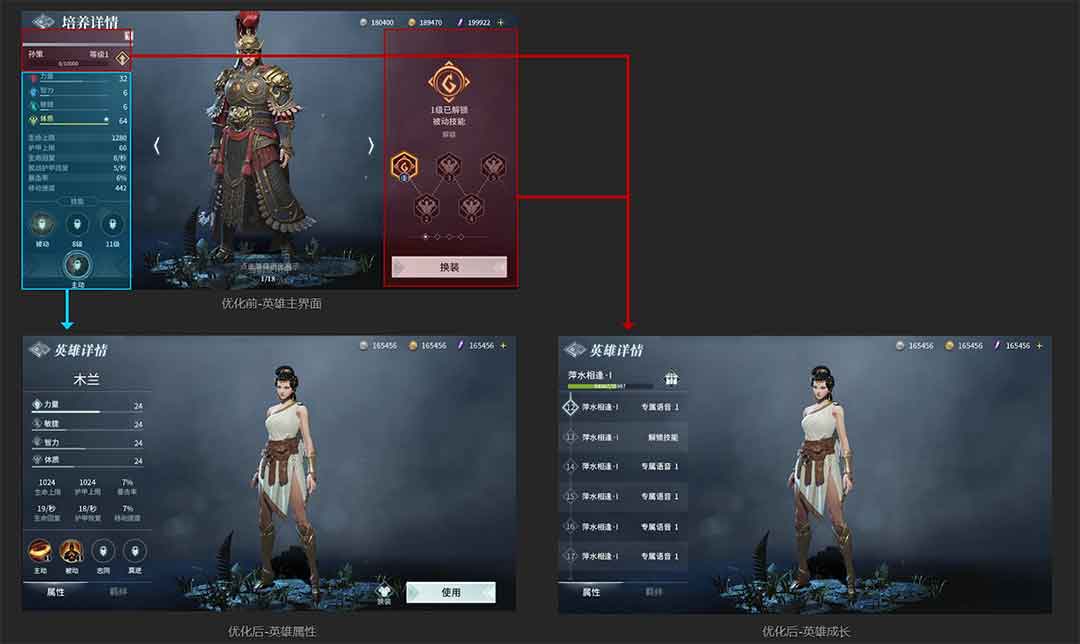 培养详情
180400 189470 199922 +
孙策 等级1
0/10000
力量 32
智力 6
敏捷 6
体质 64
生命上限 1280
护甲上限 60
生命回复 8/秒
脱战护甲回复 5/秒
暴击率 6%
移动速度 442
技能
被动 8级 11级
主动
1级已解锁
被动技能
解锁
换装
1/18
优化前-英雄主界面
英雄详情
165456 165456 165456 +
木兰
力量 24
敏捷 24
智力 24
体质 24
1024 1024 7%
生命上限 护甲上限 暴击率
19/秒 18/秒 7%
生命回复 护甲恢复 移动速度
主动 被动 志同 莫逆
属性 羁绊
换装
使用
优化后-英雄属性
英雄详情
165456 165456 165456 +
萍水相逢·I
12 萍水相逢·I 专属语音 1
13 萍水相逢·I 解锁技能
14 萍水相逢·I 专属语音 1
15 萍水相逢·I 专属语音 1
16 萍水相逢·I 专属语音 1
17 萍水相逢·I 专属语音 1
属性 羁绊
优化后-英雄成长